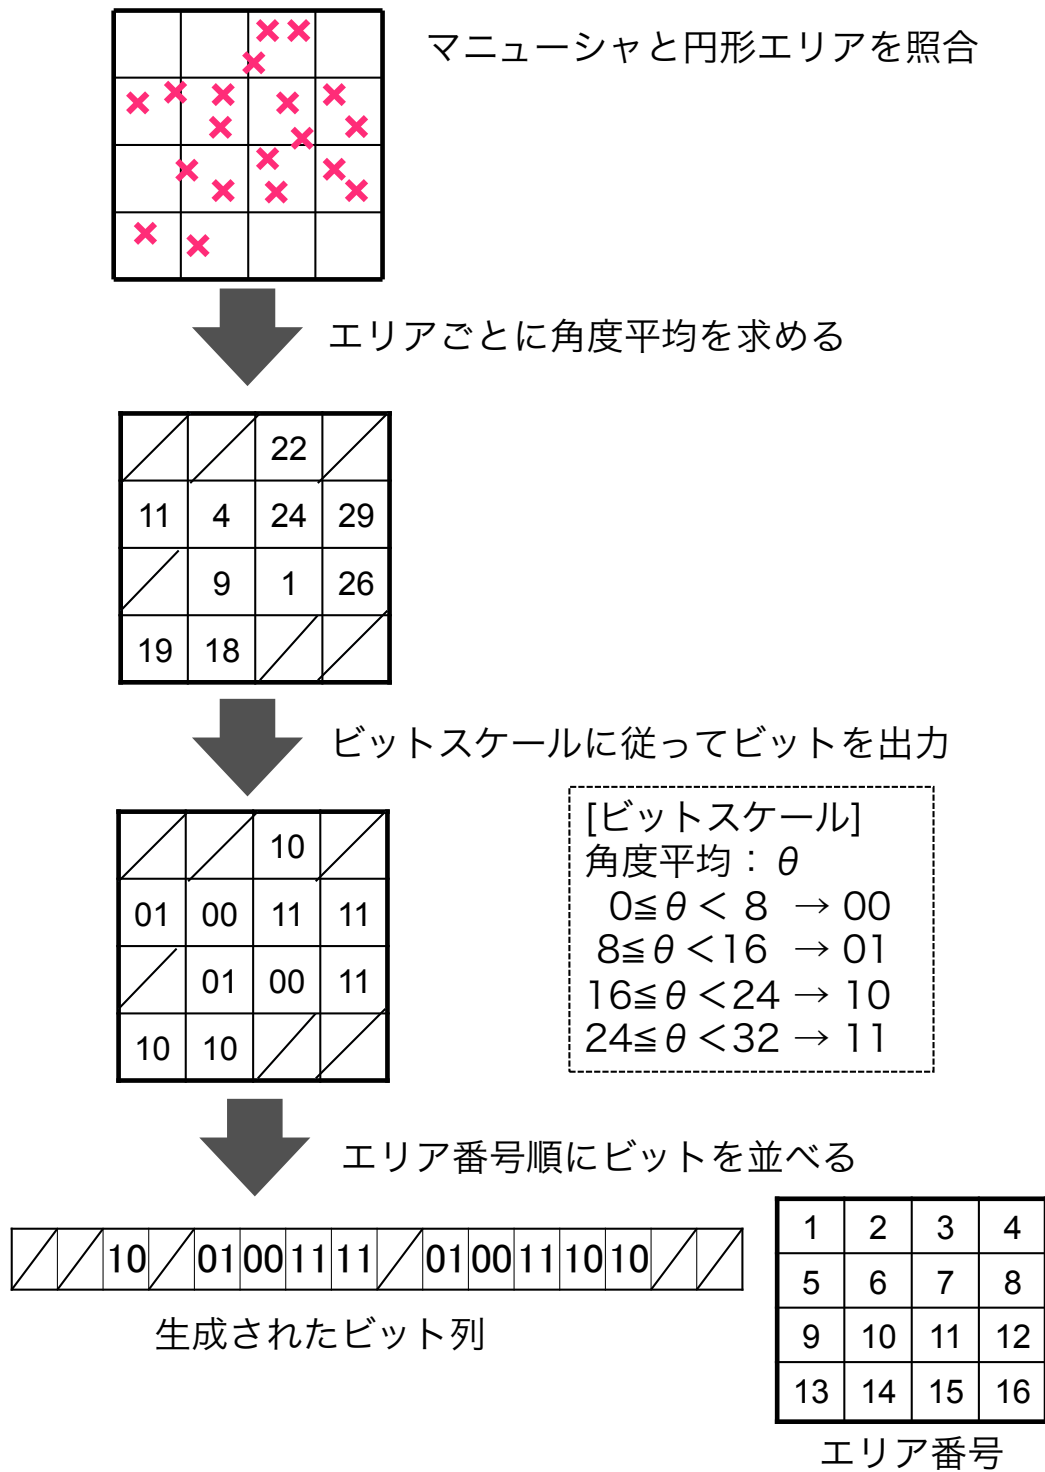 マニューシャと円形エリアを照合
エリアごとに角度平均を求める
22
11 4 24 29
9 1 26
19 18
ビットスケールに従ってビットを出力
10
01 00 11 11
01 00 11
10 10
[ビットスケール]
角度平均：θ
0≦θ＜8 → 00
8≦θ＜16 → 01
16≦θ＜24 → 10
24≦θ＜32 → 11
エリア番号順にビットを並べる
10 01 00 11 11 01 00 11 10 10
生成されたビット列
1 2 3 4
5 6 7 8
9 10 11 12
13 14 15 16
エリア番号